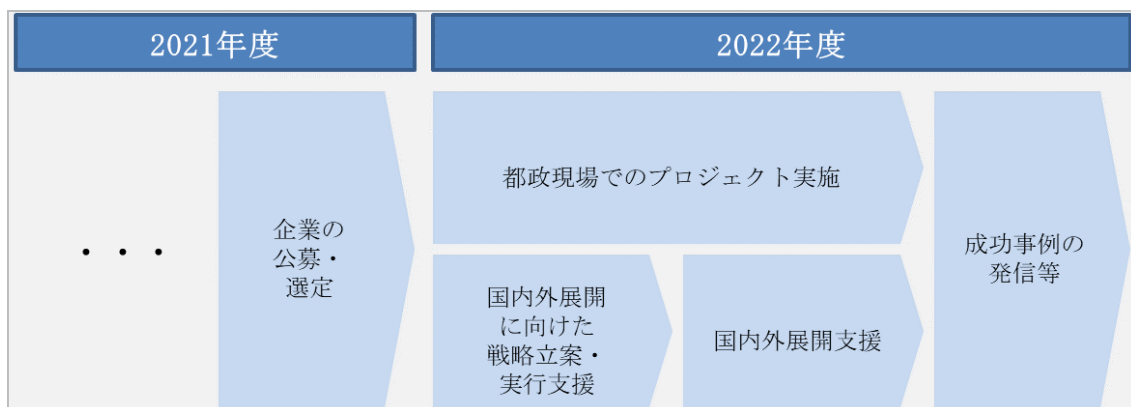 2021年度
2022年度
・・・
企業の
公募・
選定
都政現場でのプロジェクト実施
国内外展開
に向けた
戦略立案・
実行支援
国内外展開支援
成功事例の
発信等